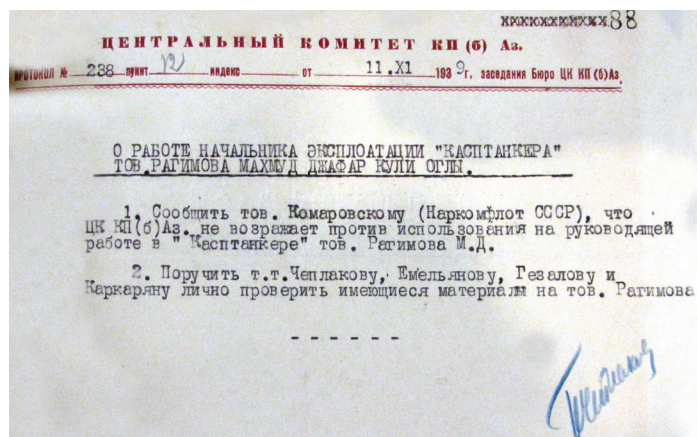 ХХХХХХХХХХХ.88
ЦЕНТРАЛЬНЫЙ КОМИТЕТ КП(б) Аз.
ПРОТОКОЛ № 238 пункт 12 индекс от 11.XI 1939г. заседания Бюро ЦК КП(б)Аз
О РАБОТЕ НАЧАЛЬНИКА ЭКСПЛОАТАЦИИ "КАСПТАНКЕРА"
ТОВ.РАГИМОВА МАХМУД ДЖАФАР КУЛИ ОГЛЫ.
1. Сообщить тов. Комаровскому (Наркомфлот СССР), что
ЦК КП(б)Аз. не возражает против использования на руководящей
работе в " Касптанкере" тов. Рагимова М.Д.
2. Поручить т.т.Чеплакову, Емельянову, Гезалову и
Каркаряну лично проверить имеющиеся материалы на тов. Рагимова
- - - - - -